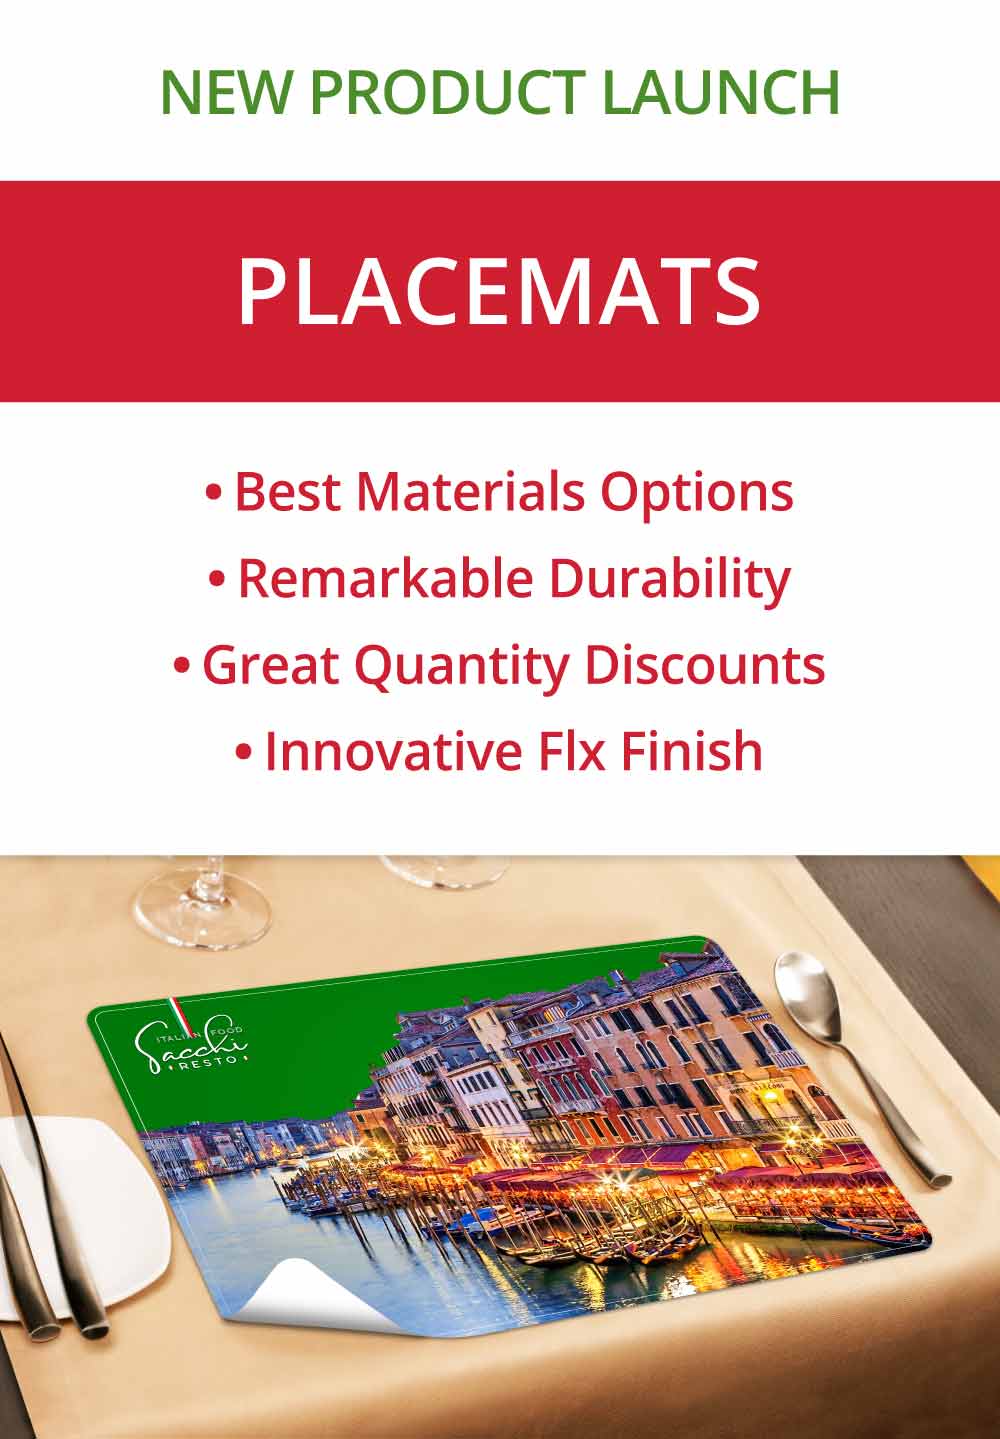 NEW PRODUCT LAUNCH
PLACEMATS
• Best Materials Options
• Remarkable Durability
• Great Quantity Discounts
• Innovative Flx Finish
ITALIAN FOOD
Sacchi
RESTO